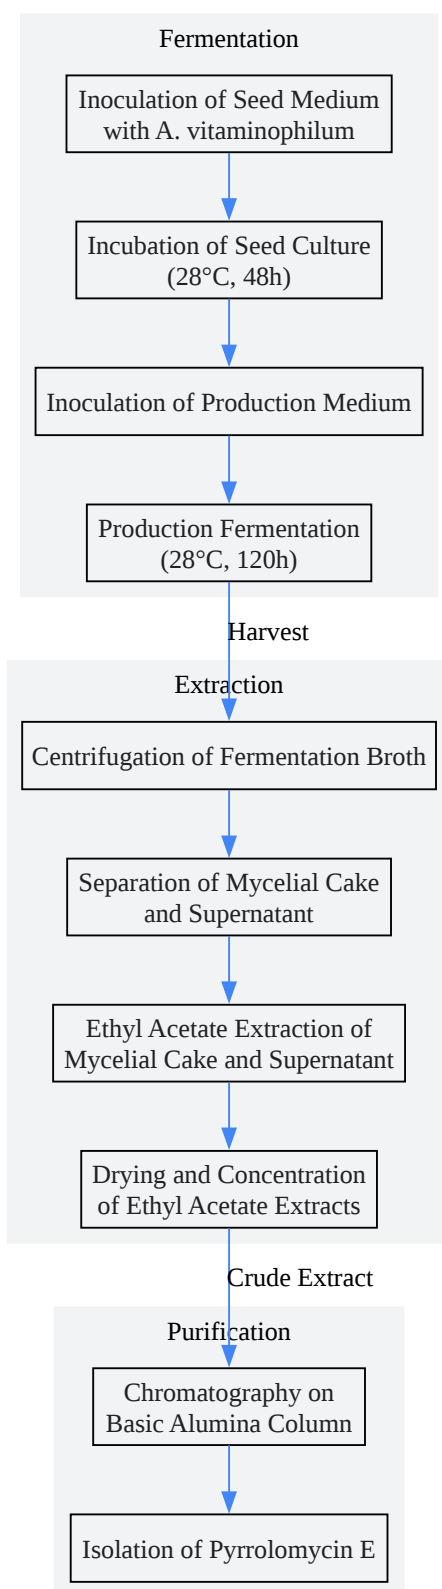 Fermentation
Inoculation of Seed Medium
with A. vitaminophilum
Incubation of Seed Culture
(28°C, 48h)
Inoculation of Production Medium
Production Fermentation
(28°C, 120h)
Harvest
Extraction
Centrifugation of Fermentation Broth
Separation of Mycelial Cake
and Supernatant
Ethyl Acetate Extraction of
Mycelial Cake and Supernatant
Drying and Concentration
of Ethyl Acetate Extracts
Crude Extract
Purification
Chromatography on
Basic Alumina Column
Isolation of Pyrrolomycin E